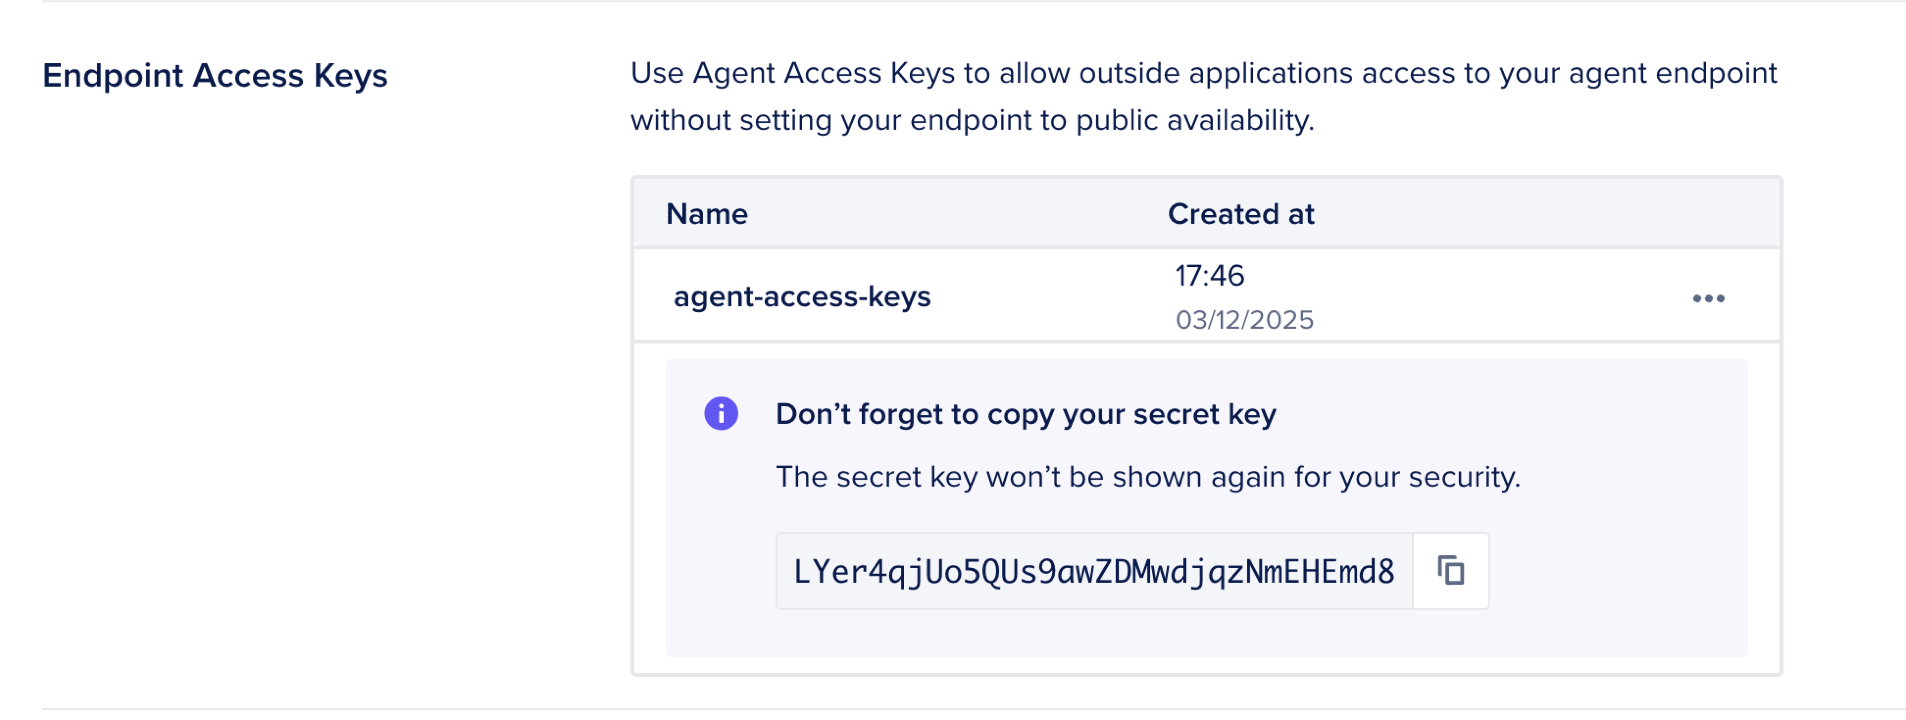 Endpoint Access Keys
Use Agent Access Keys to allow outside applications access to your agent endpoint
without setting your endpoint to public availability.
Name
Created at
agent-access-keys
17:46
03/12/2025
Don’t forget to copy your secret key
The secret key won’t be shown again for your security.
LYer4qjUo5QUs9awZDMwdjqzNmEHEmd8